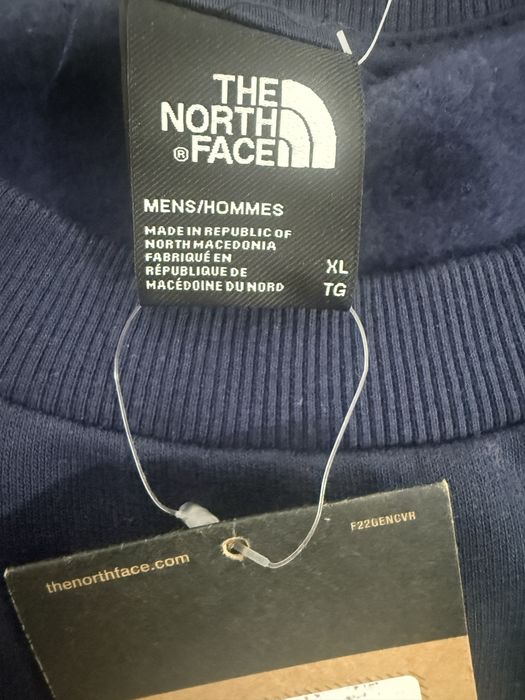 THE
NORTH
® FACE
MENS/HOMMES
MADE IN REPUBLIC OF
NORTH MACEDONIA
FABRIQUÉ EN
RÉPUBLIQUE DE
MACÉDOINE DU NORD
XL
TG
F22GENCVR
thenorthface.com